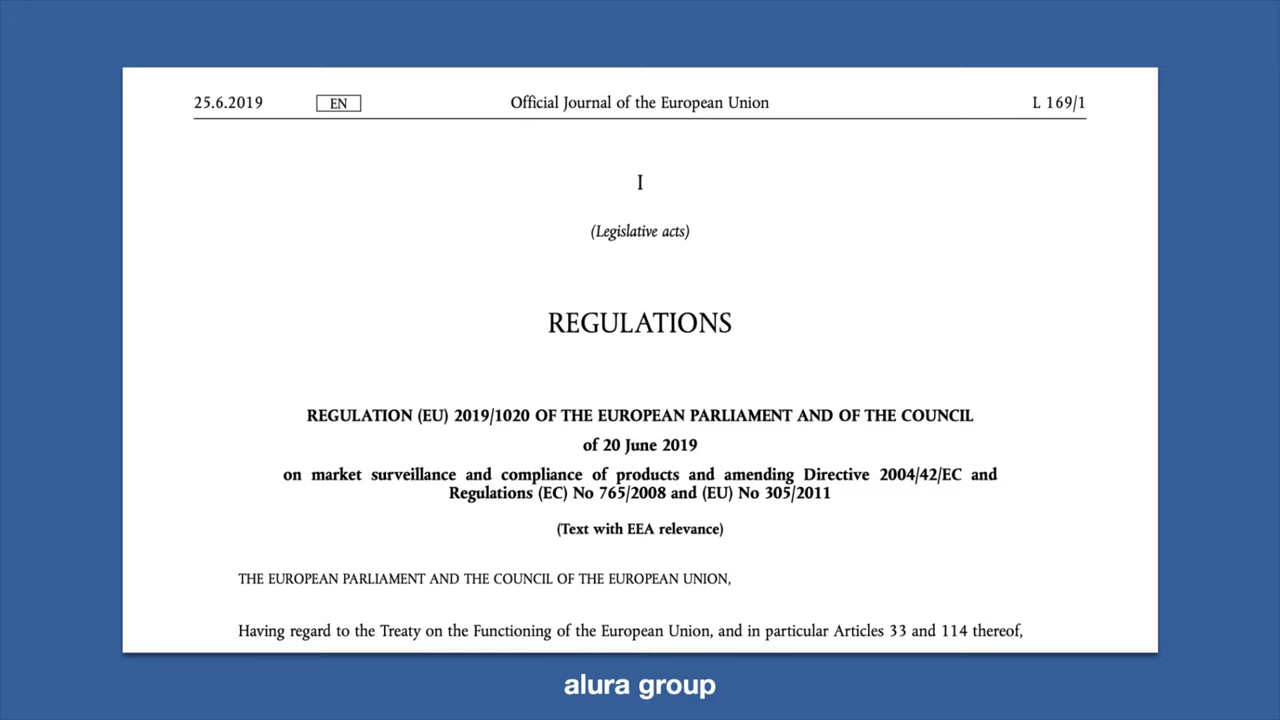 25.6.2019 EN Official Journal of the European Union L 169/1
I
(Legislative acts)
REGULATIONS
REGULATION (EU) 2019/1020 OF THE EUROPEAN PARLIAMENT AND OF THE COUNCIL
of 20 June 2019
on market surveillance and compliance of products and amending Directive 2004/42/EC and
Regulations (EC) No 765/2008 and (EU) No 305/2011
(Text with EEA relevance)
THE EUROPEAN PARLIAMENT AND THE COUNCIL OF THE EUROPEAN UNION,
Having regard to the Treaty on the Functioning of the European Union, and in particular Articles 33 and 114 thereof,
alura group